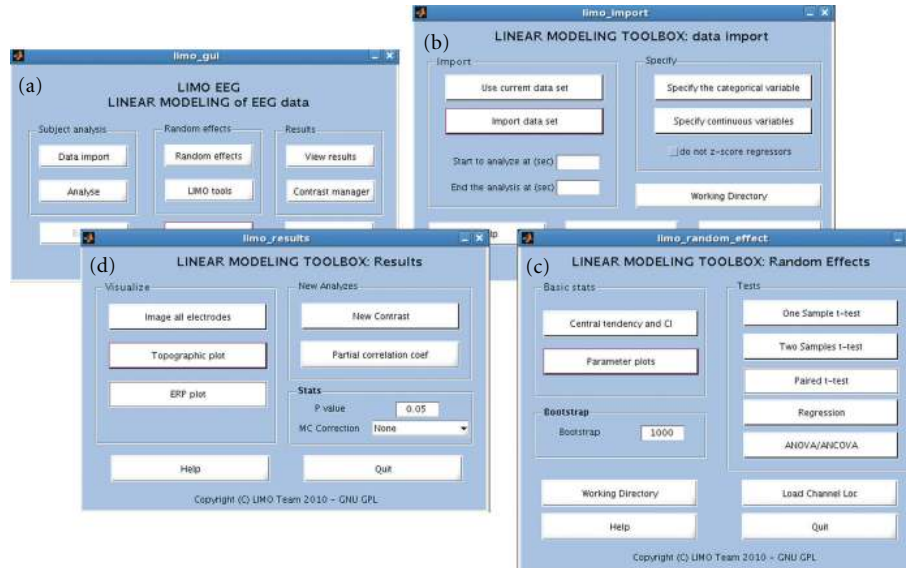 limo_gui
(a)
LIMO EEG
LINEAR MODELING of EEG data
Subject analysis
Data import
Analyse
Random effects
Random effects
LIMO tools
Results
View results
Contrast manager
limo_import
(b)
LINEAR MODELING TOOLBOX: data import
Import
Use current data set
Import data set
Start to analyze at (sec)
End the analysis at (sec)
Specify
Specify the categorical variable
Specify continuous variables
do not z-score regressors
Working Directory
limo_results
(d)
LINEAR MODELING TOOLBOX: Results
Visualize
Image all electrodes
Topographic plot
ERP plot
New Analyzes
New Contrast
Partial correlation coef
Stats
P value 0.05
MC Correction None
Help
Quit
Copyright (C) LIMO Team 2010 - GNU GPL
limo_random_effect
(c)
LINEAR MODELING TOOLBOX: Random Effects
Basic stats
Central tendency and CI
Parameter plots
Bootstrap
Bootstrap 1000
Tests
One Sample t-test
Two Samples t-test
Paired t-test
Regression
ANOVA/ANCOVA
Working Directory
Load Channel Loc
Help
Quit
Copyright (C) LIMO Team 2010 - GNU GPL